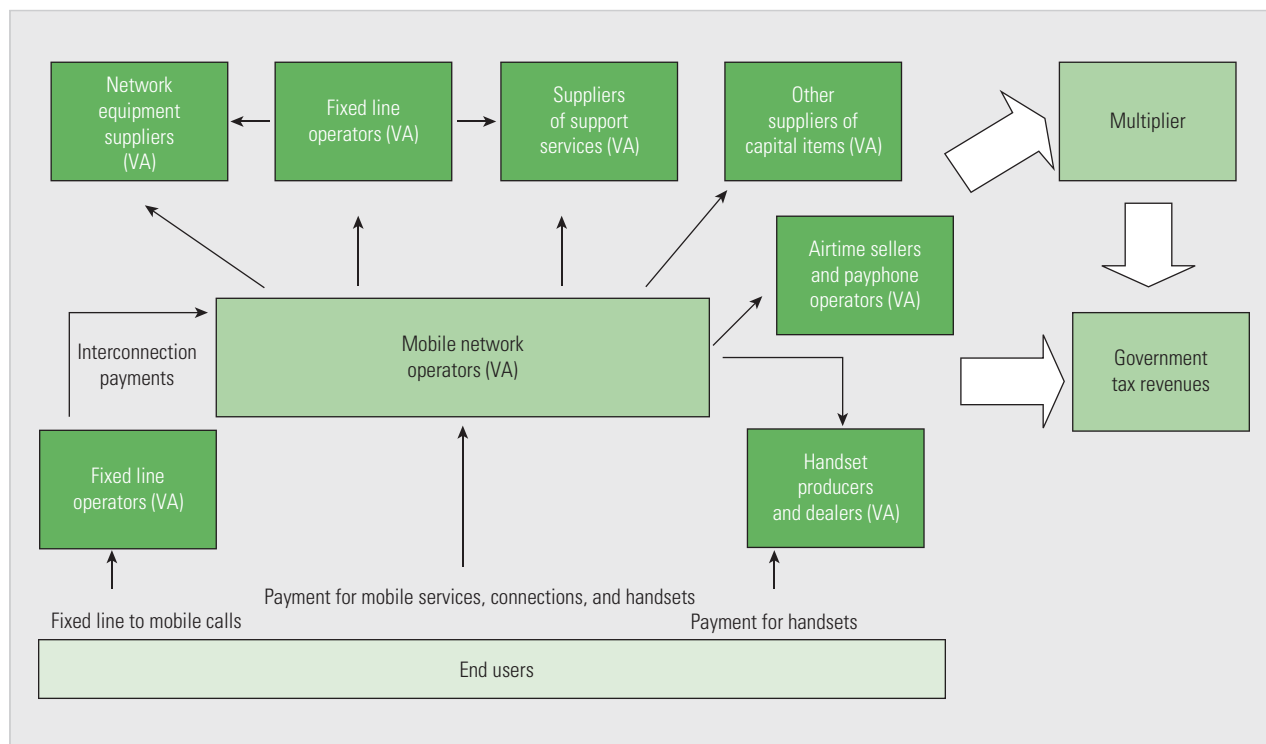 Network
equipment
suppliers
(VA)
Fixed line
operators (VA)
Suppliers
of support
services (VA)
Other
suppliers of
capital items (VA)
Multiplier
Airtime sellers
and payphone
operators (VA)
Interconnection
payments
Mobile network
operators (VA)
Government
tax revenues
Fixed line
operators (VA)
Handset
producers
and dealers (VA)
Fixed line to mobile calls
Payment for mobile services, connections, and handsets
Payment for handsets
End users